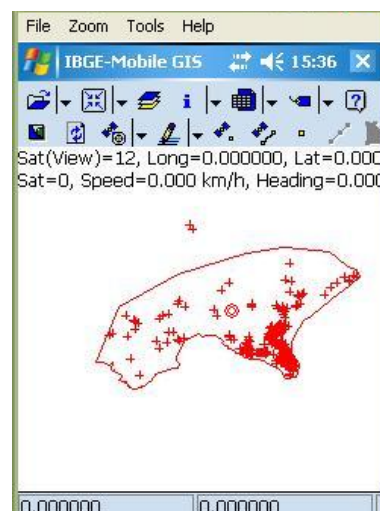 File Zoom Tools Help
IBGE-Mobile GIS 15:36
Sat(View)=12, Long=0.000000, Lat=0.000
Sat=0, Speed=0.000 km/h, Heading=0.000
0.000000 0.000000